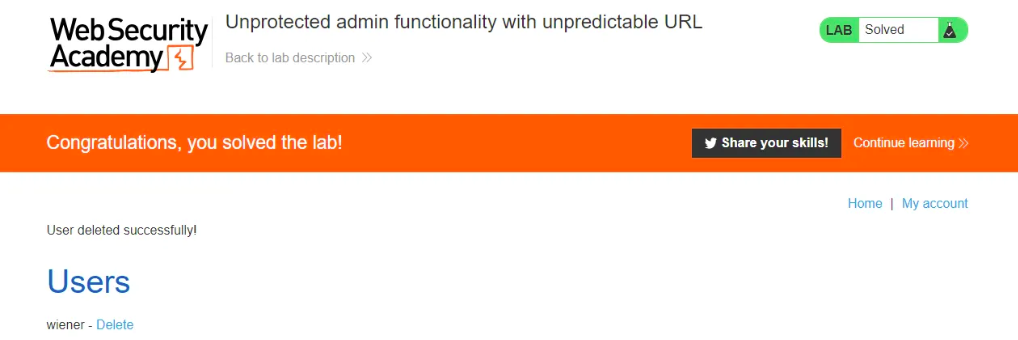 Web Security
Academy
Unprotected admin functionality with unpredictable URL
Back to lab description
LAB Solved
Congratulations, you solved the lab!
Share your skills!
Continue learning
Home | My account
User deleted successfully!
Users
wiener - Delete